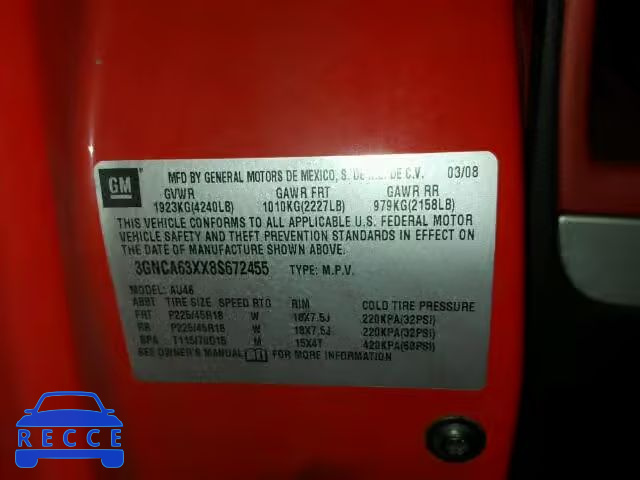 GM
MFD BY GENERAL MOTORS DE MEXICO, S. DE R.L. DE C.V. 03/08
GVWR GAWR FRT GAWR RR
1923KG(4240LB) 1010KG(2227LB) 979KG(2158LB)
THIS VEHICLE CONFORMS TO ALL APPLICABLE U.S. FEDERAL MOTOR
VEHICLE SAFETY AND THEFT PREVENTION STANDARDS IN EFFECT ON
THE DATE OF MANUFACTURE SHOWN ABOVE.
3GNCA63XX8S672455 TYPE: M.P.V.
MODEL: AU46
ABBT TIRE SIZE SPEED RTG RIM COLD TIRE PRESSURE
FRT P225/45R18 W 18X7.5J 220KPA(32PSI)
RR P225/45R18 W 18X7.5J 220KPA(32PSI)
SPA T115/70D15 M 15X4T 420KPA(60PSI)
SEE OWNER'S MANUAL FOR MORE INFORMATION
RECCE